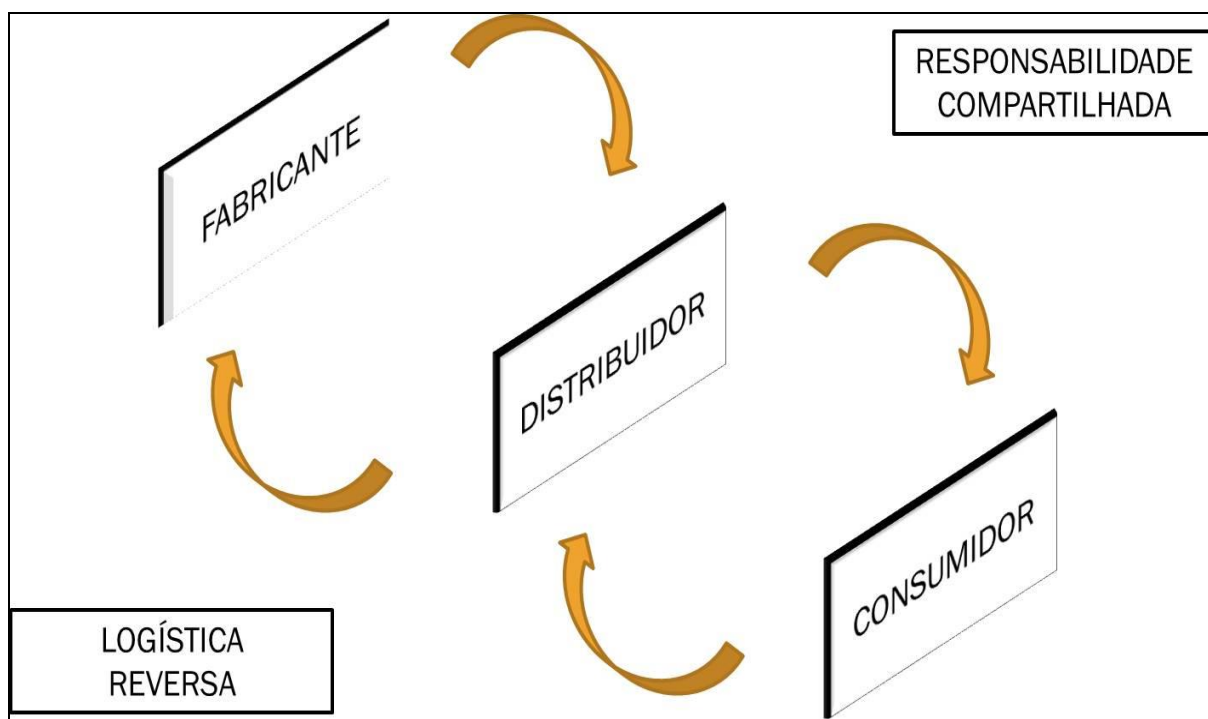 RESPONSABILIDADE
COMPARTILHADA
FABRICANTE
DISTRIBUIDOR
CONSUMIDOR
LOGÍSTICA
REVERSA